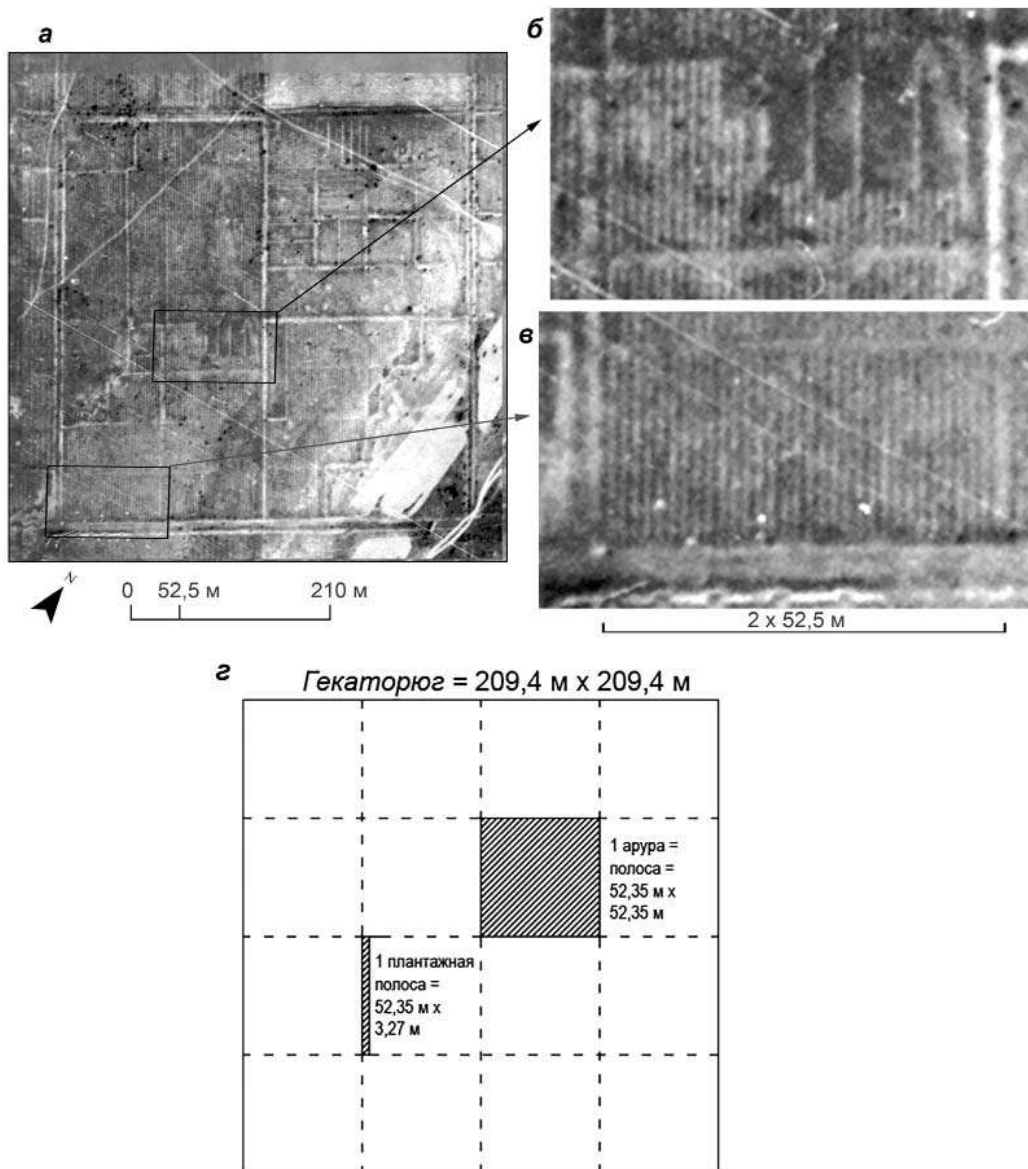 а
б
N
0 52,5 м 210 м
в
2 x 52,5 м
г
Гекаторюг = 209,4 м x 209,4 м
1 арура =
полоса =
52,35 м x
52,35 м
1 плантажная
полоса =
52,35 м x
3,27 м